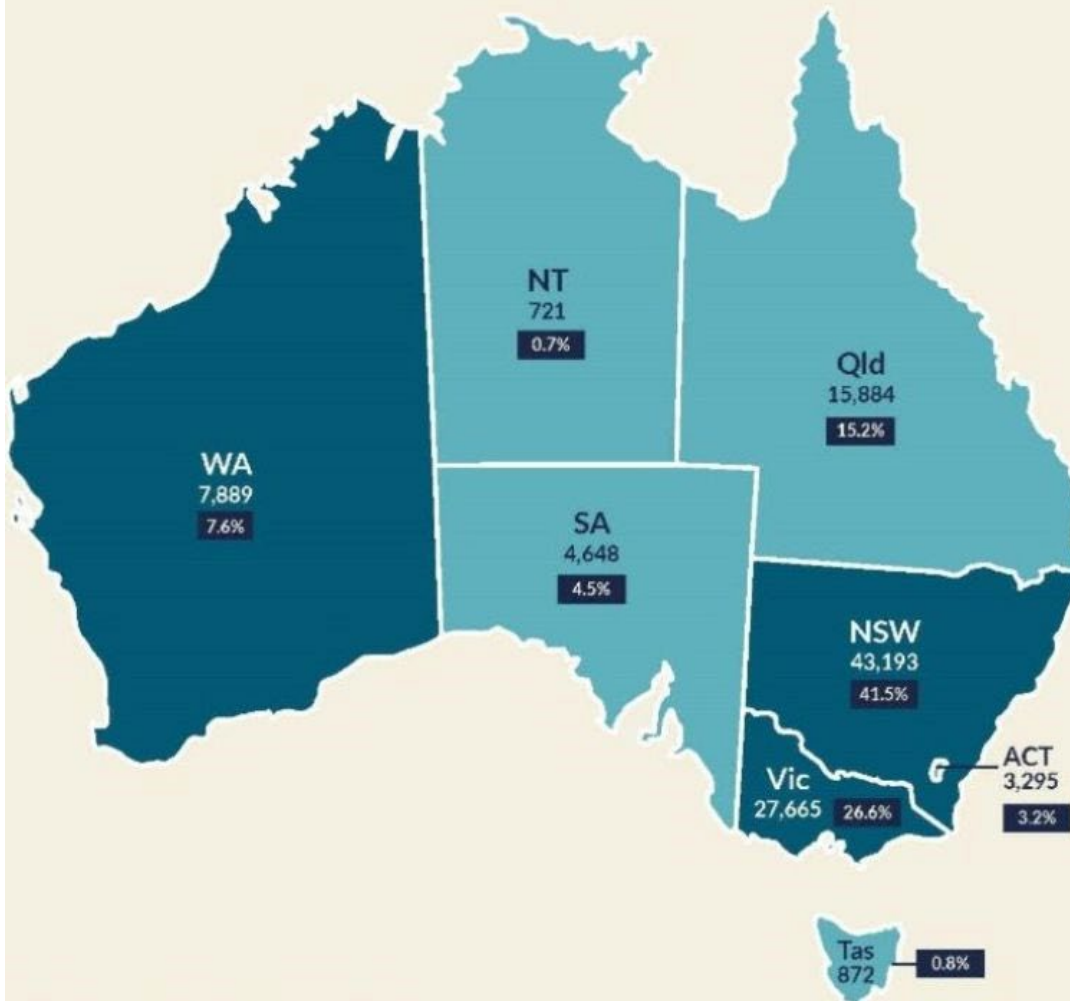 NT
721
0.7%
Qld
15,884
15.2%
WA
7,889
7.6%
SA
4,648
4.5%
NSW
43,193
41.5%
ACT
3,295
3.2%
Vic
27,665 26.6%
Tas
872 0.8%